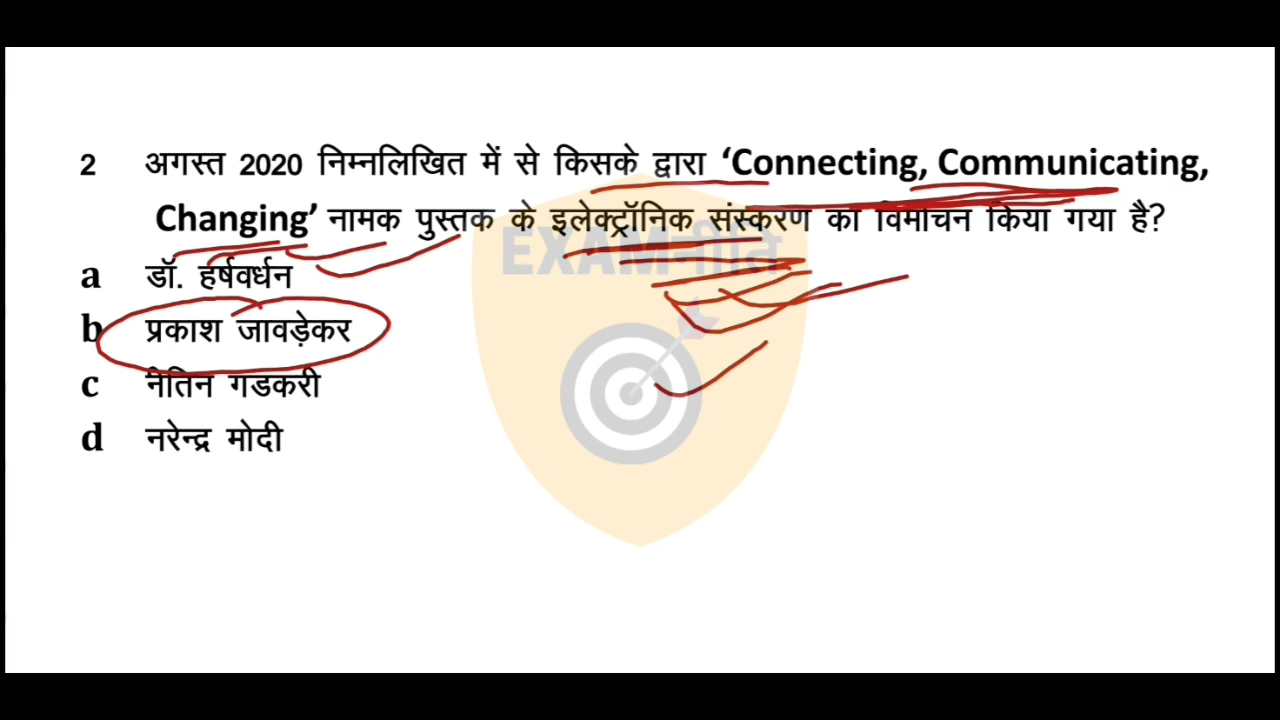 2 अगस्त 2020 निम्नलिखित में से किसके द्वारा ‘Connecting, Communicating,
Changing’ नामक पुस्तक के इलेक्ट्रॉनिक संस्करण का विमोचन किया गया है?
EXAMनीति
a डॉ. हर्षवर्धन
b प्रकाश जावड़ेकर
c नीतिन गडकरी
d नरेन्द्र मोदी